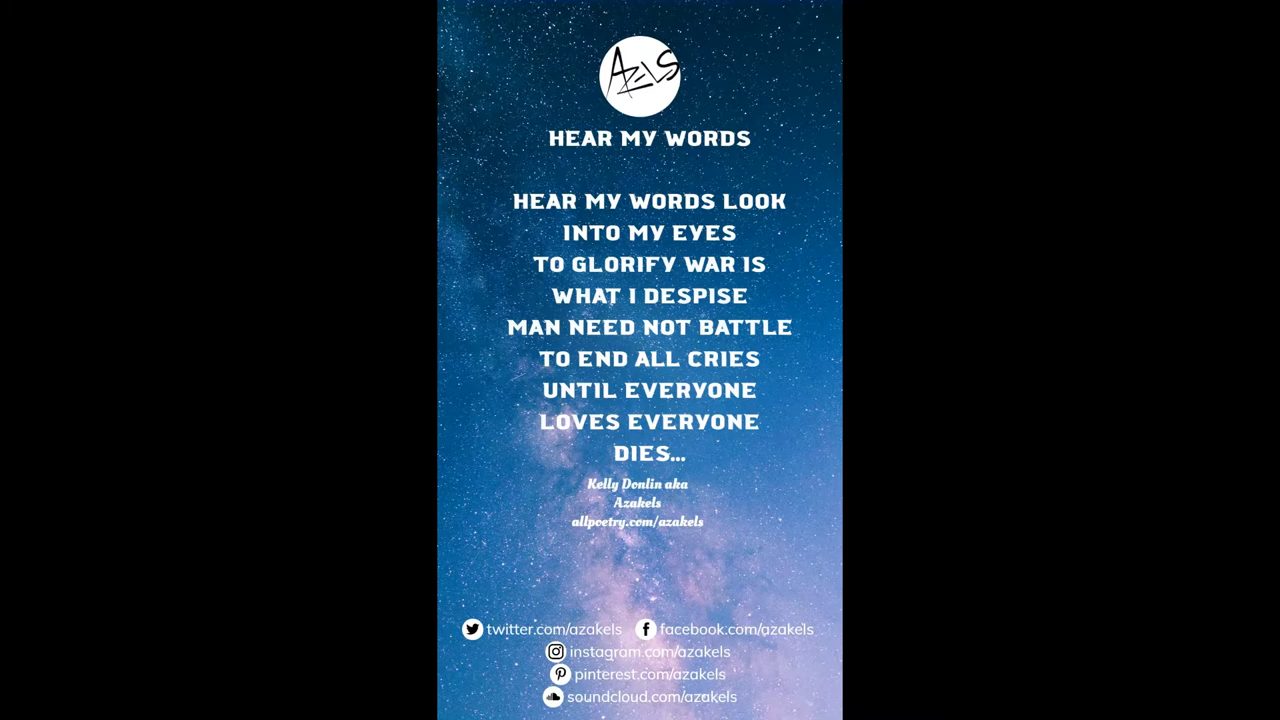 AzELS
HEAR MY WORDS
HEAR MY WORDS LOOK
INTO MY EYES
TO GLORIFY WAR IS
WHAT I DESPISE
MAN NEED NOT BATTLE
TO END ALL CRIES
UNTIL EVERYONE
LOVES EVERYONE
DIES...
Kelly Donlin aka
Azakels
allpoetry.com/azakels
twitter.com/azakels facebook.com/azakels
instagram.com/azakels
pinterest.com/azakels
soundcloud.com/azakels